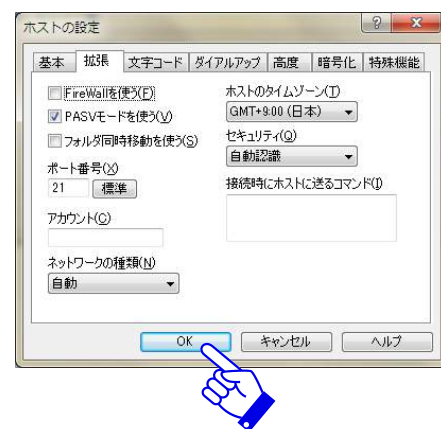 ホストの設定
基本 拡張 文字コード ダイアルアップ 高度 暗号化 特殊機能
FireWallを使う(F)
PASVモードを使う(V)
フォルダ同時移動を使う(S)
ポート番号(X)
21 標準
アカウント(C)
ネットワークの種類(N)
自動
ホストのタイムゾーン(T)
GMT+9:00 (日本)
セキュリティ(Q)
自動認識
接続時にホストに送るコマンド(I)
OK キャンセル ヘルプ